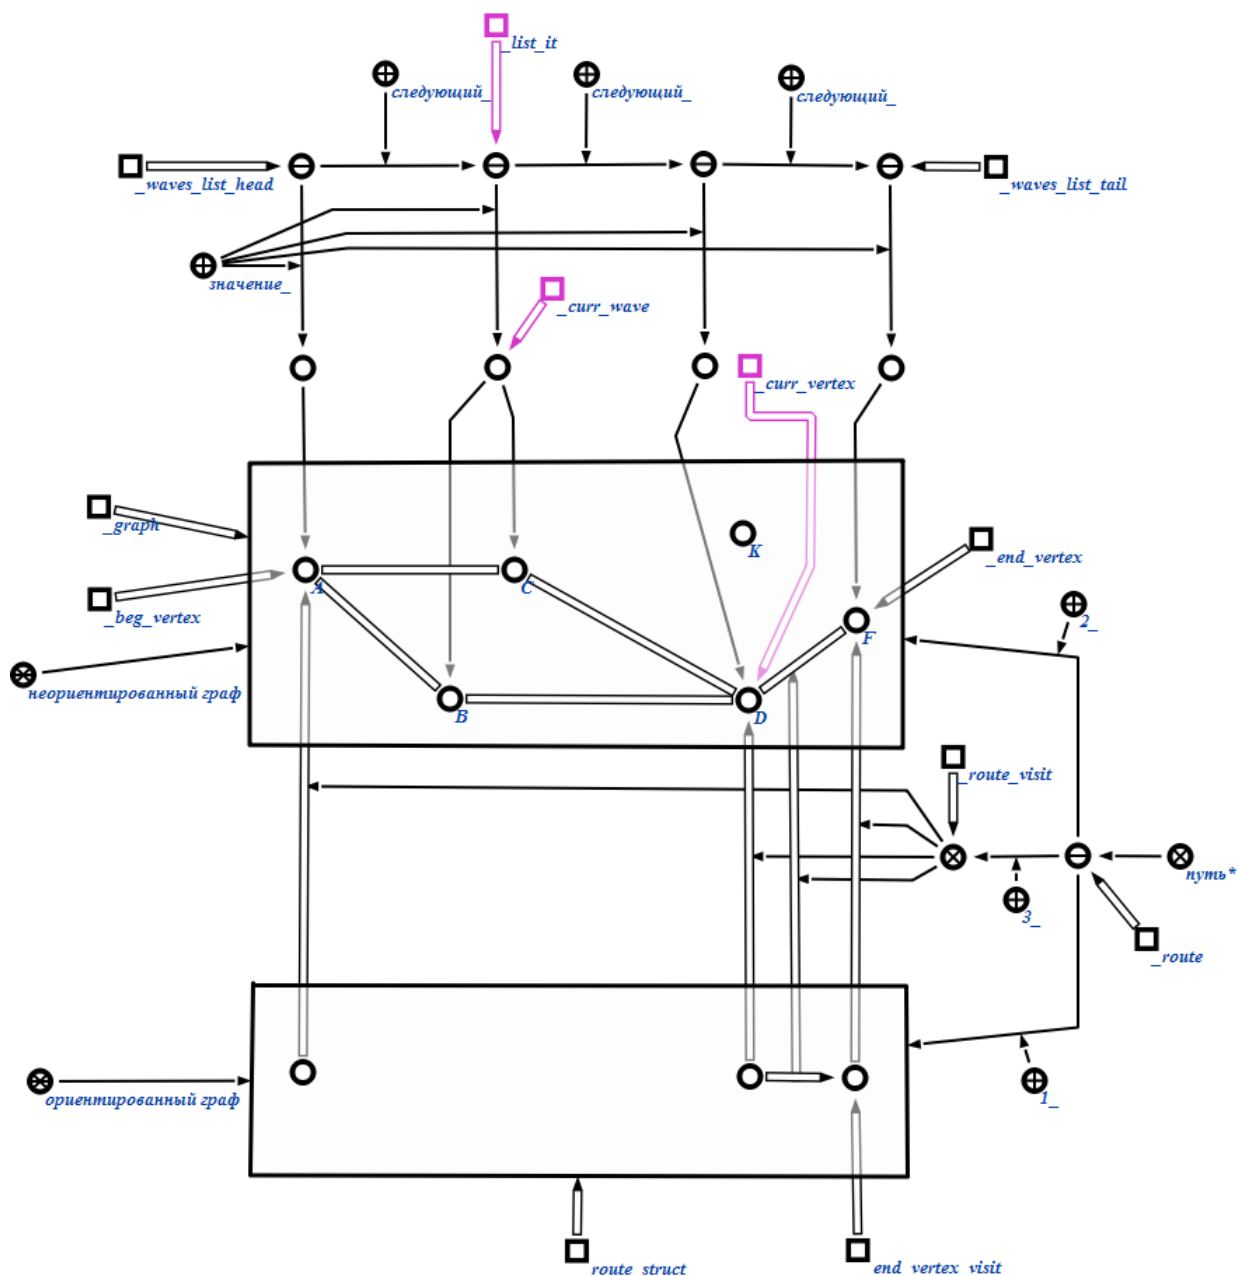 _list_it
следующий_
следующий_
следующий_
_waves_list_head
_waves_list_tail
значение_
_curr_wave
_curr_vertex
_graph
K
_end_vertex
A
C
_beg_vertex
2_
F
неориентированный граф
B
D
_route_visit
путь*
3_
_route
ориентированный граф
1_
_route_struct
_end_vertex_visit